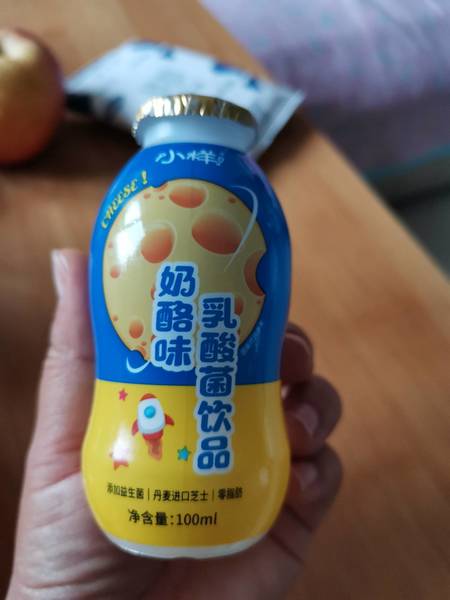 小样
CHEESE!
奶酪味
乳酸菌饮品
添加益生菌 | 丹麦进口芝士 | 零脂肪
净含量:100ml